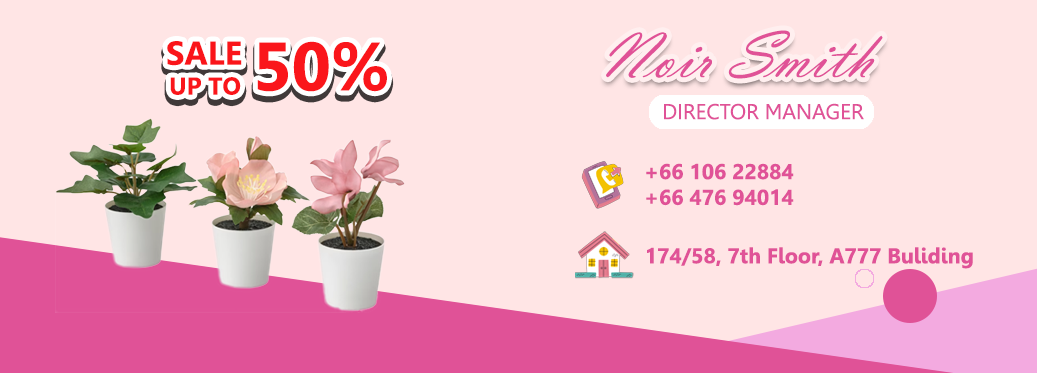 SALE
UP TO
50%
Noir Smith
DIRECTOR MANAGER
+66 106 22884
+66 476 94014
174/58, 7th Floor, A777 Buliding